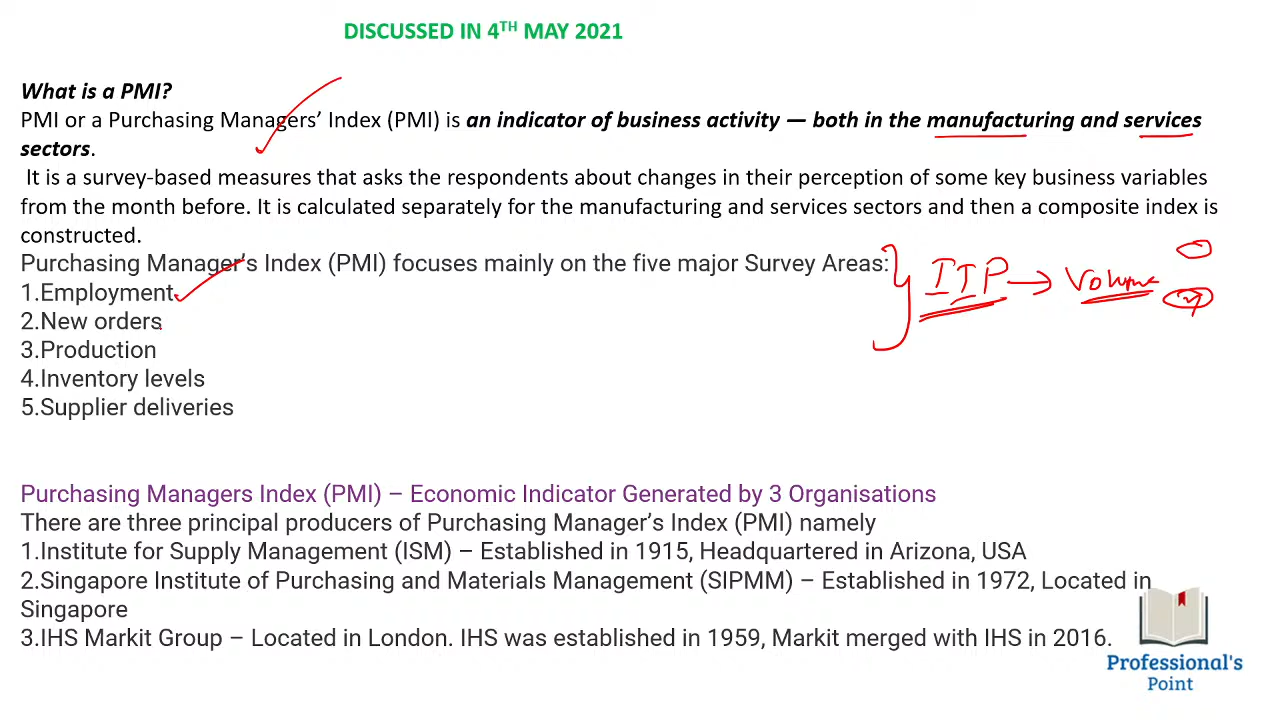 DISCUSSED IN 4TH MAY 2021
What is a PMI?
PMI or a Purchasing Managers’ Index (PMI) is an indicator of business activity — both in the manufacturing and services
sectors.
It is a survey-based measures that asks the respondents about changes in their perception of some key business variables
from the month before. It is calculated separately for the manufacturing and services sectors and then a composite index is
constructed.
Purchasing Manager’s Index (PMI) focuses mainly on the five major Survey Areas:
IIP → Volume
1.Employment
2.New orders
3.Production
4.Inventory levels
5.Supplier deliveries
Purchasing Managers Index (PMI) – Economic Indicator Generated by 3 Organisations
There are three principal producers of Purchasing Manager’s Index (PMI) namely
1.Institute for Supply Management (ISM) – Established in 1915, Headquartered in Arizona, USA
2.Singapore Institute of Purchasing and Materials Management (SIPMM) – Established in 1972, Located in
Singapore
3.IHS Markit Group – Located in London. IHS was established in 1959, Markit merged with IHS in 2016.
Professional's
Point